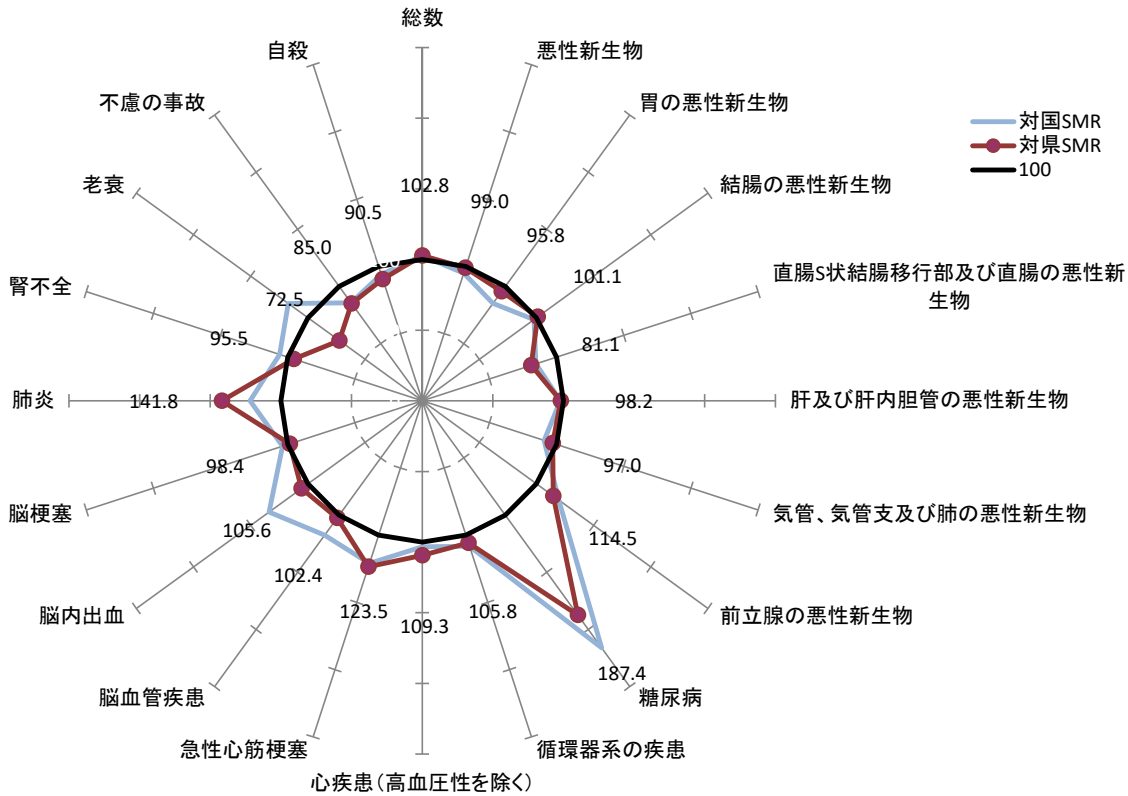 総数
悪性新生物
胃の悪性新生物
結腸の悪性新生物
直腸S状結腸移行部及び直腸の悪性新
生物
肝及び肝内胆管の悪性新生物
気管、気管支及び肺の悪性新生物
前立腺の悪性新生物
糖尿病
循環器系の疾患
心疾患(高血圧性を除く)
急性心筋梗塞
脳血管疾患
脳内出血
脳梗塞
肺炎
腎不全
老衰
不慮の事故
自殺
102.8
99.0
95.8
101.1
81.1
98.2
97.0
114.5
187.4
105.8
109.3
123.5
102.4
105.6
98.4
141.8
95.5
72.5
85.0
90.5
対国SMR
対県SMR
100